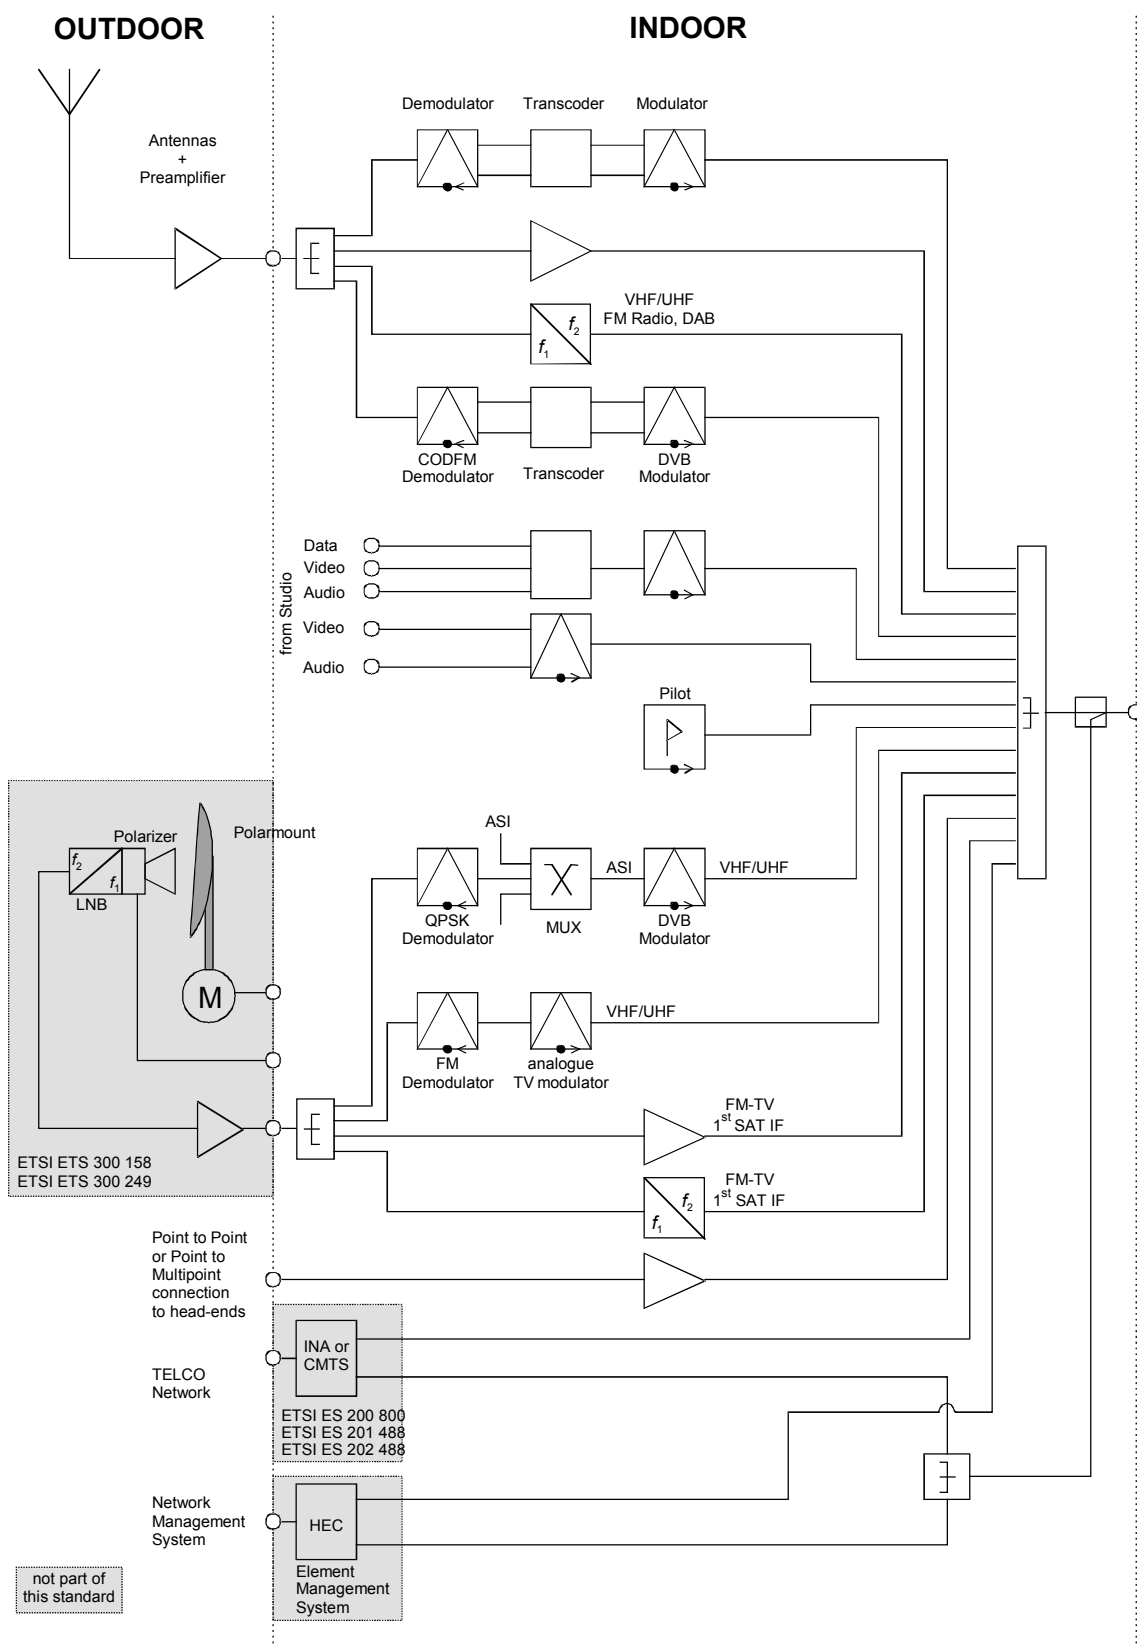 OUTDOOR
INDOOR
Demodulator
Transcoder
Modulator
Antennas
+
Preamplifier
VHF/UHF
FM Radio, DAB
f2
f1
CODFM
Demodulator
Transcoder
DVB
Modulator
from Studio
Data
Video
Audio
Video
Audio
Pilot
Polarizer
Polarmount
f2
f1
LNB
M
ASI
ASI
VHF/UHF
QPSK
Demodulator
MUX
DVB
Modulator
VHF/UHF
FM
Demodulator
analogue
TV modulator
FM-TV
1st SAT IF
ETSI ETS 300 158
ETSI ETS 300 249
FM-TV
1st SAT IF
f2
f1
Point to Point
or Point to
Multipoint
connection
to head-ends
INA or
CMTS
TELCO
Network
ETSI ES 200 800
ETSI ES 201 488
ETSI ES 202 488
Network
Management
System
HEC
Element
Management
System
not part of
this standard